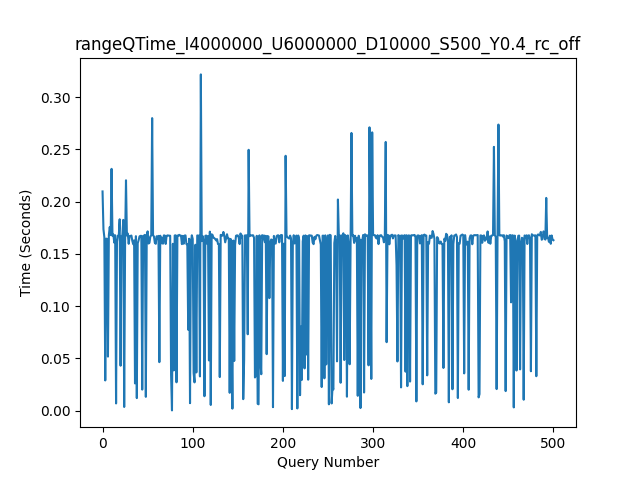 rangeQTime_I4000000_U6000000_D10000_S500_Y0.4_rc_off
0.30
0.25
0.20
0.15
0.10
0.05
0.00
Time (Seconds)
0 100 200 300 400 500
Query Number